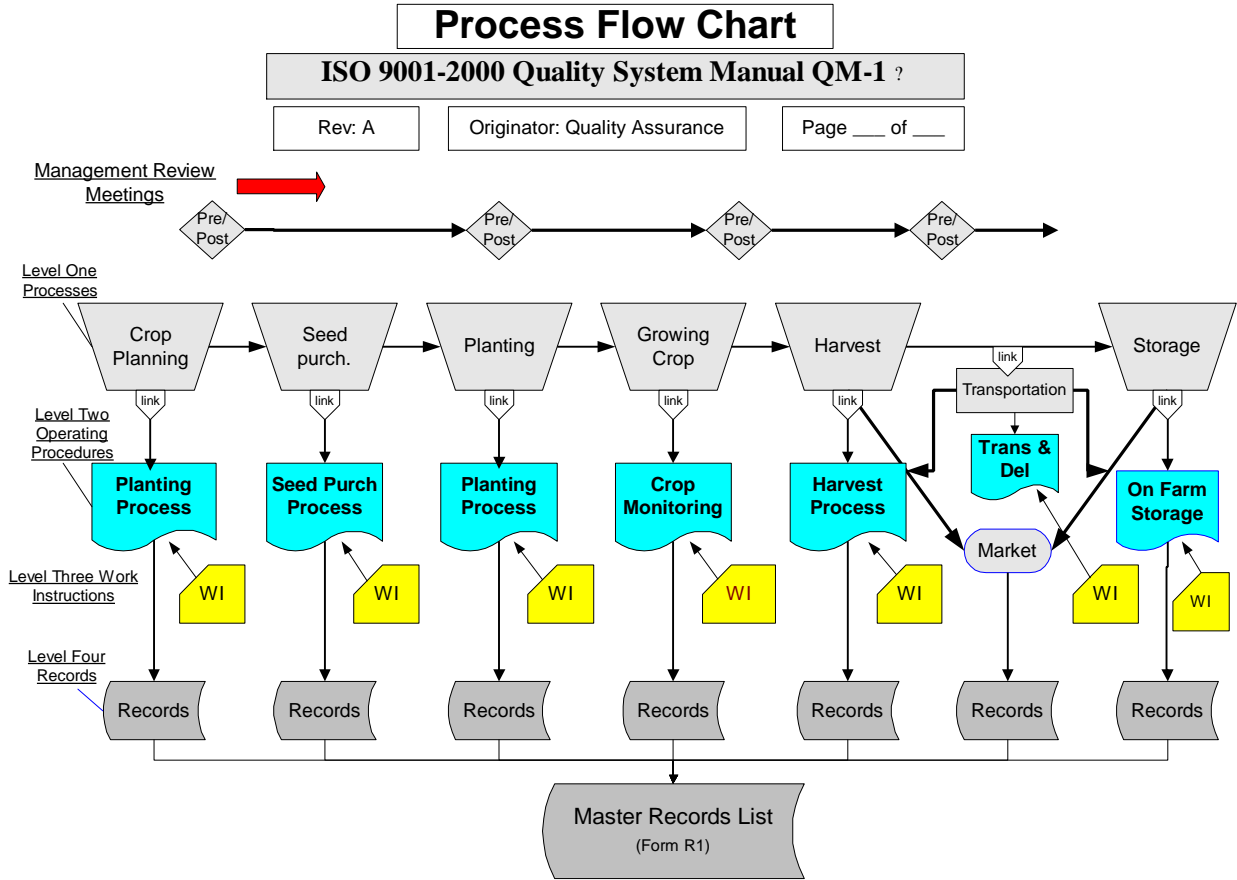 Process Flow Chart
ISO 9001-2000 Quality System Manual QM-1 ?
Rev: A
Originator: Quality Assurance
Page ___ of ___
Management Review
Meetings
Pre/
Post
Pre/
Post
Pre/
Post
Pre/
Post
Level One
Processes
Crop
Planning
Seed
purch.
Planting
Growing
Crop
Harvest
Storage
link
link
link
link
link
link
link
Transportation
Level Two
Operating
Procedures
Planting
Process
Seed Purch
Process
Planting
Process
Crop
Monitoring
Harvest
Process
Trans &
Del
On Farm
Storage
Market
Level Three Work
Instructions
WI
WI
WI
WI
WI
WI
WI
Level Four
Records
Records
Records
Records
Records
Records
Records
Records
Master Records List
(Form R1)